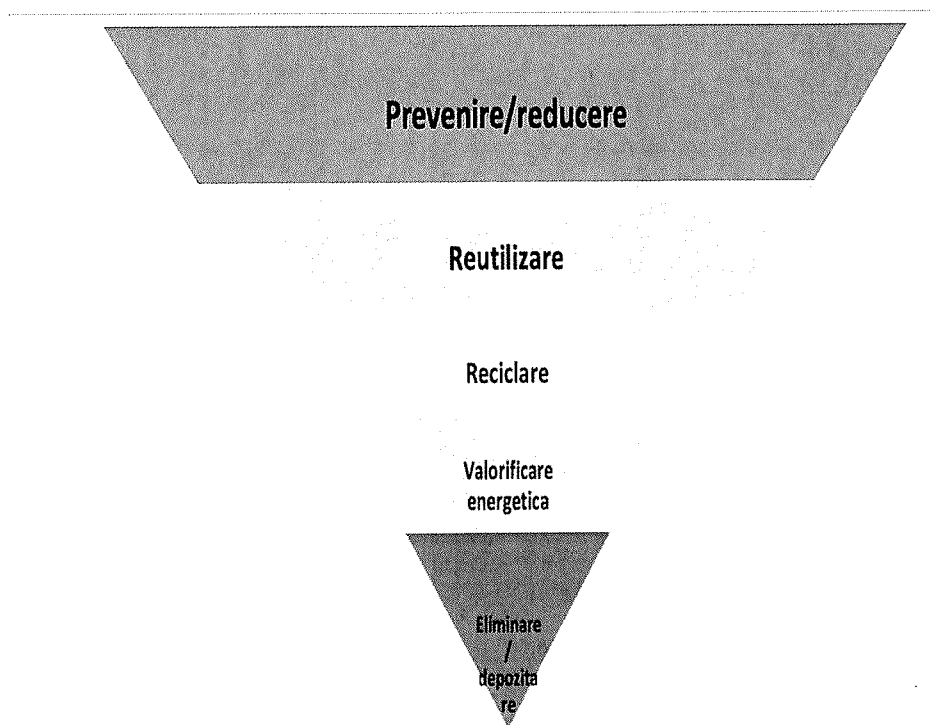 Prevenire/reducere
Reutilizare
Reciclare
Valorificare
energetica
Eliminare
/
depozita
re